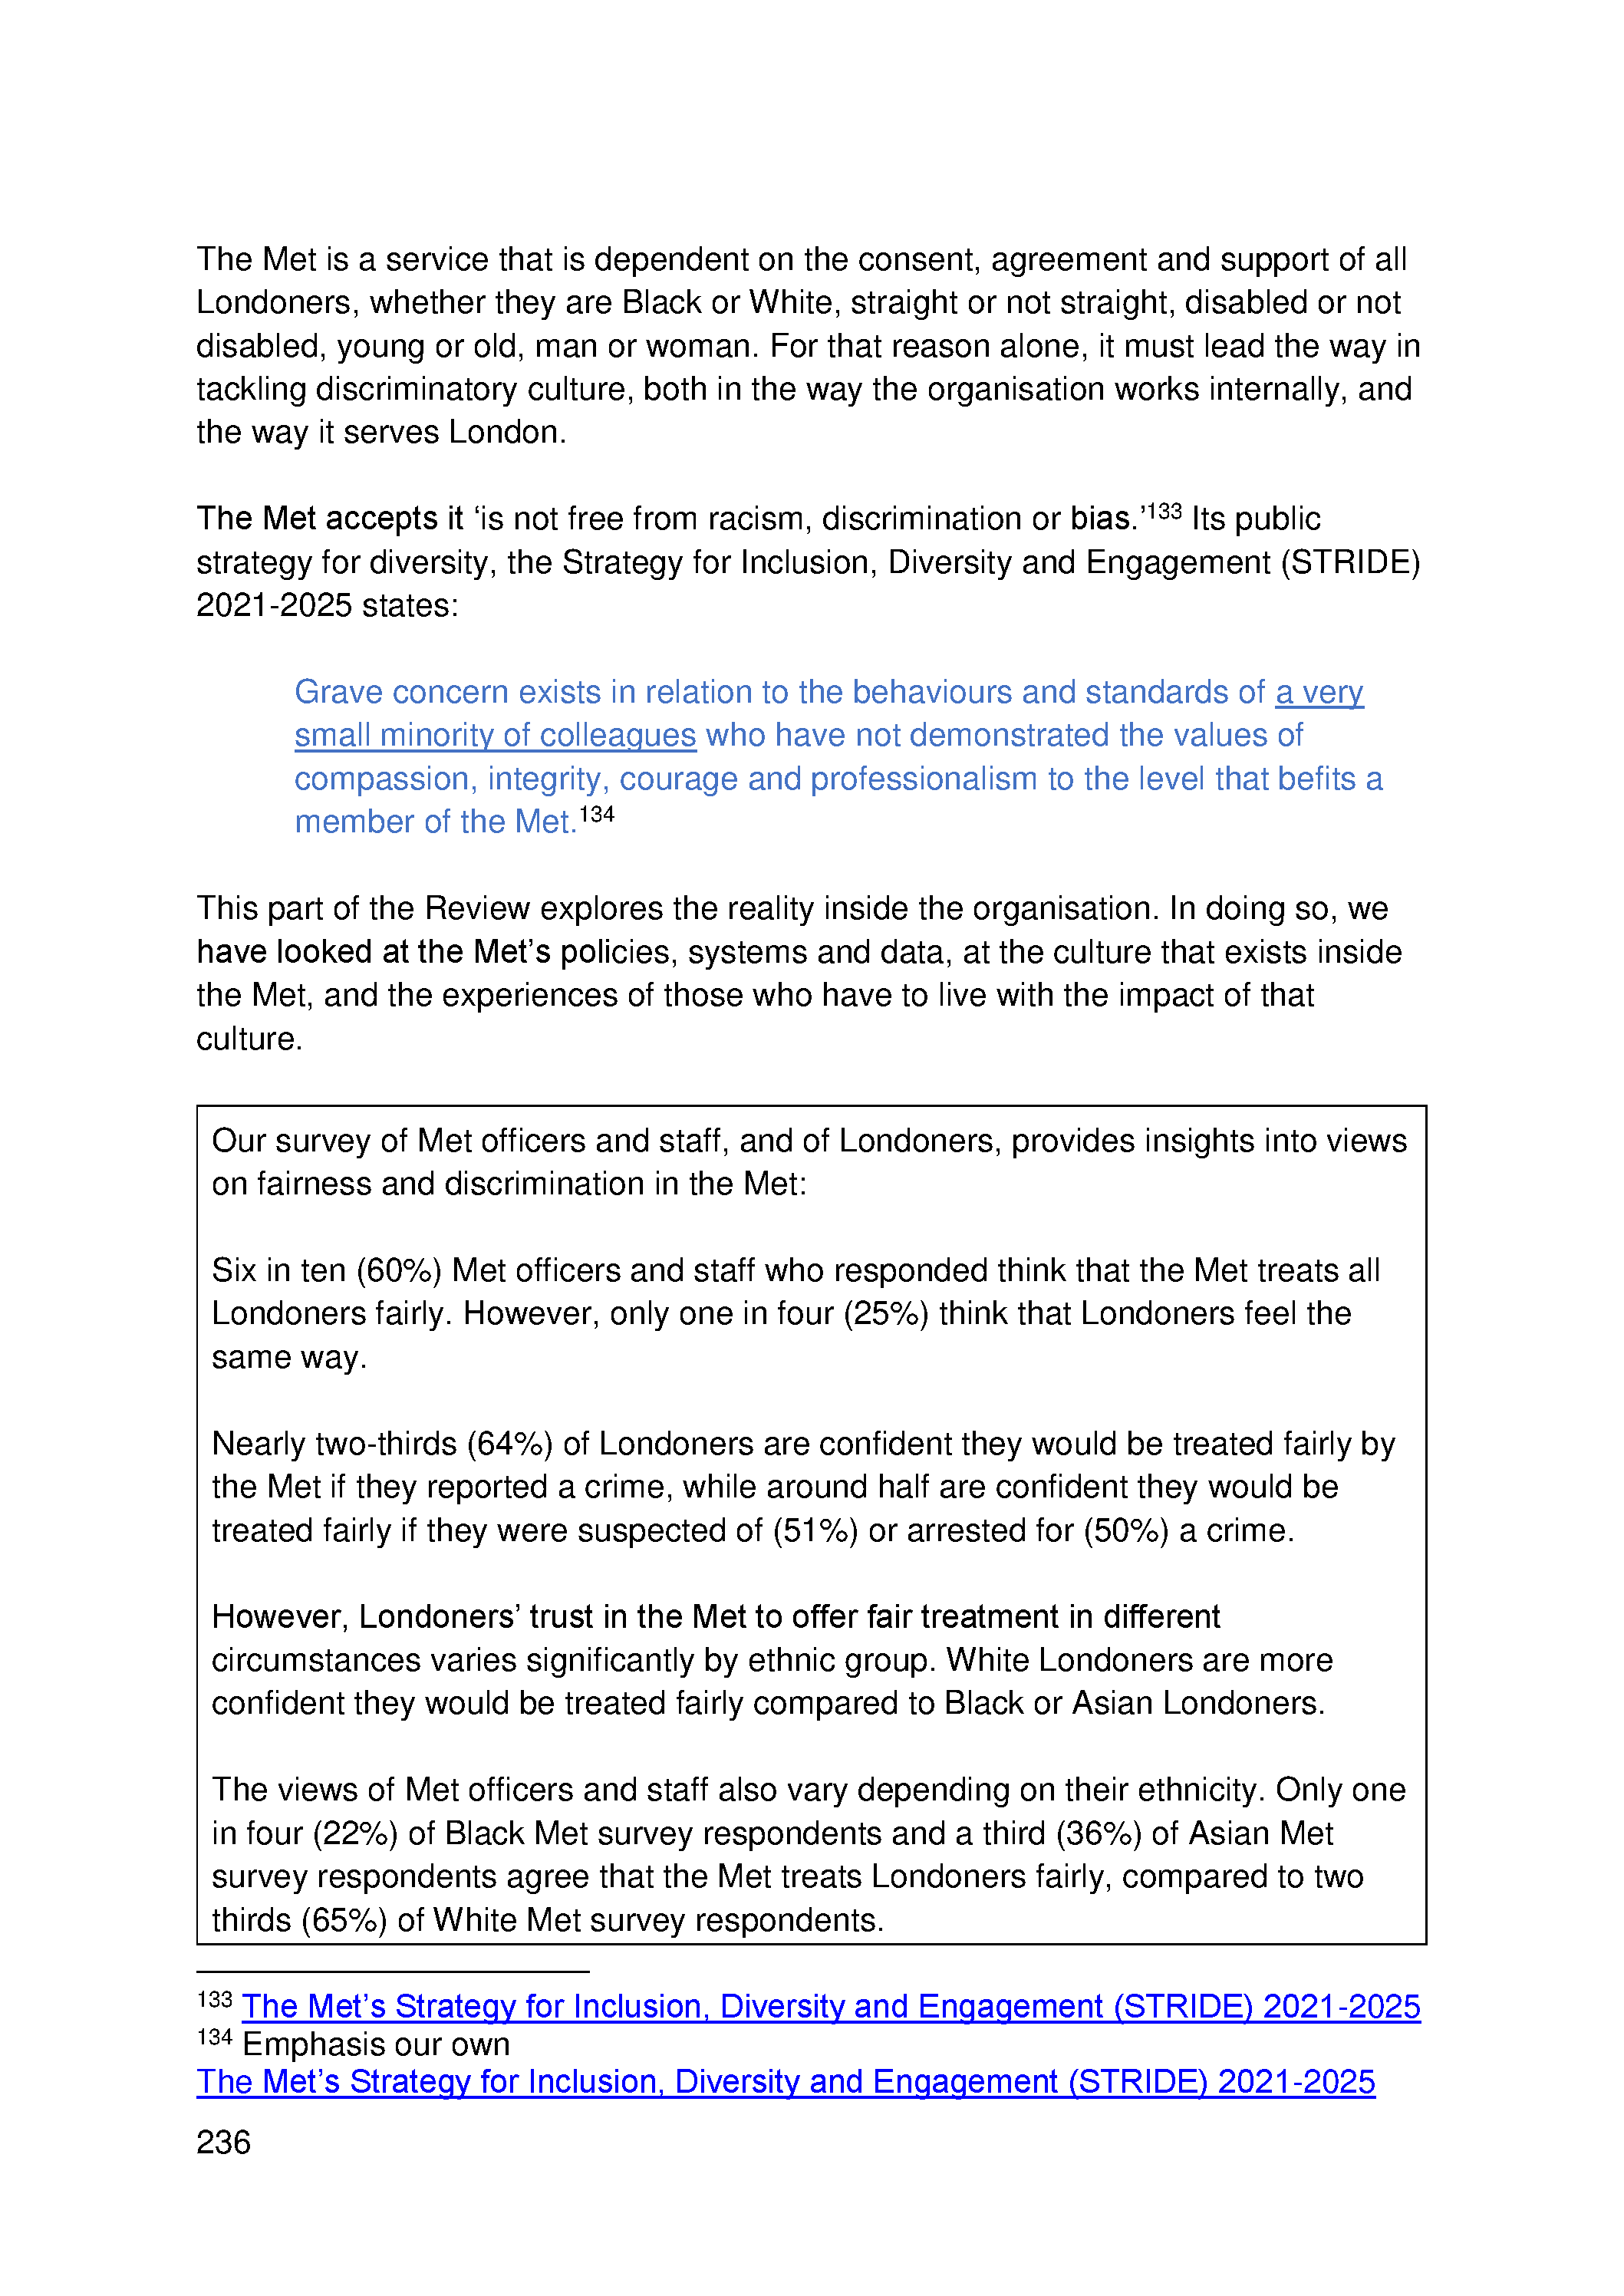 The Met is a service that is dependent on the consent, agreement and support of all
Londoners, whether they are Black or White, straight or not straight, disabled or not
disabled, young or old, man or woman. For that reason alone, it must lead the way in
tackling discriminatory culture, both in the way the organisation works internally, and
the way it serves London.
The Met accepts it ‘is not free from racism, discrimination or bias.’133 Its public
strategy for diversity, the Strategy for Inclusion, Diversity and Engagement (STRIDE)
2021-2025 states:
Grave concern exists in relation to the behaviours and standards of a very
small minority of colleagues who have not demonstrated the values of
compassion, integrity, courage and professionalism to the level that befits a
member of the Met.134
This part of the Review explores the reality inside the organisation. In doing so, we
have looked at the Met’s policies, systems and data, at the culture that exists inside
the Met, and the experiences of those who have to live with the impact of that
culture.
Our survey of Met officers and staff, and of Londoners, provides insights into views
on fairness and discrimination in the Met:
Six in ten (60%) Met officers and staff who responded think that the Met treats all
Londoners fairly. However, only one in four (25%) think that Londoners feel the
same way.
Nearly two-thirds (64%) of Londoners are confident they would be treated fairly by
the Met if they reported a crime, while around half are confident they would be
treated fairly if they were suspected of (51%) or arrested for (50%) a crime.
However, Londoners’ trust in the Met to offer fair treatment in different
circumstances varies significantly by ethnic group. White Londoners are more
confident they would be treated fairly compared to Black or Asian Londoners.
The views of Met officers and staff also vary depending on their ethnicity. Only one
in four (22%) of Black Met survey respondents and a third (36%) of Asian Met
survey respondents agree that the Met treats Londoners fairly, compared to two
thirds (65%) of White Met survey respondents.
133 The Met’s Strategy for Inclusion, Diversity and Engagement (STRIDE) 2021-2025
134 Emphasis our own
The Met’s Strategy for Inclusion, Diversity and Engagement (STRIDE) 2021-2025
236